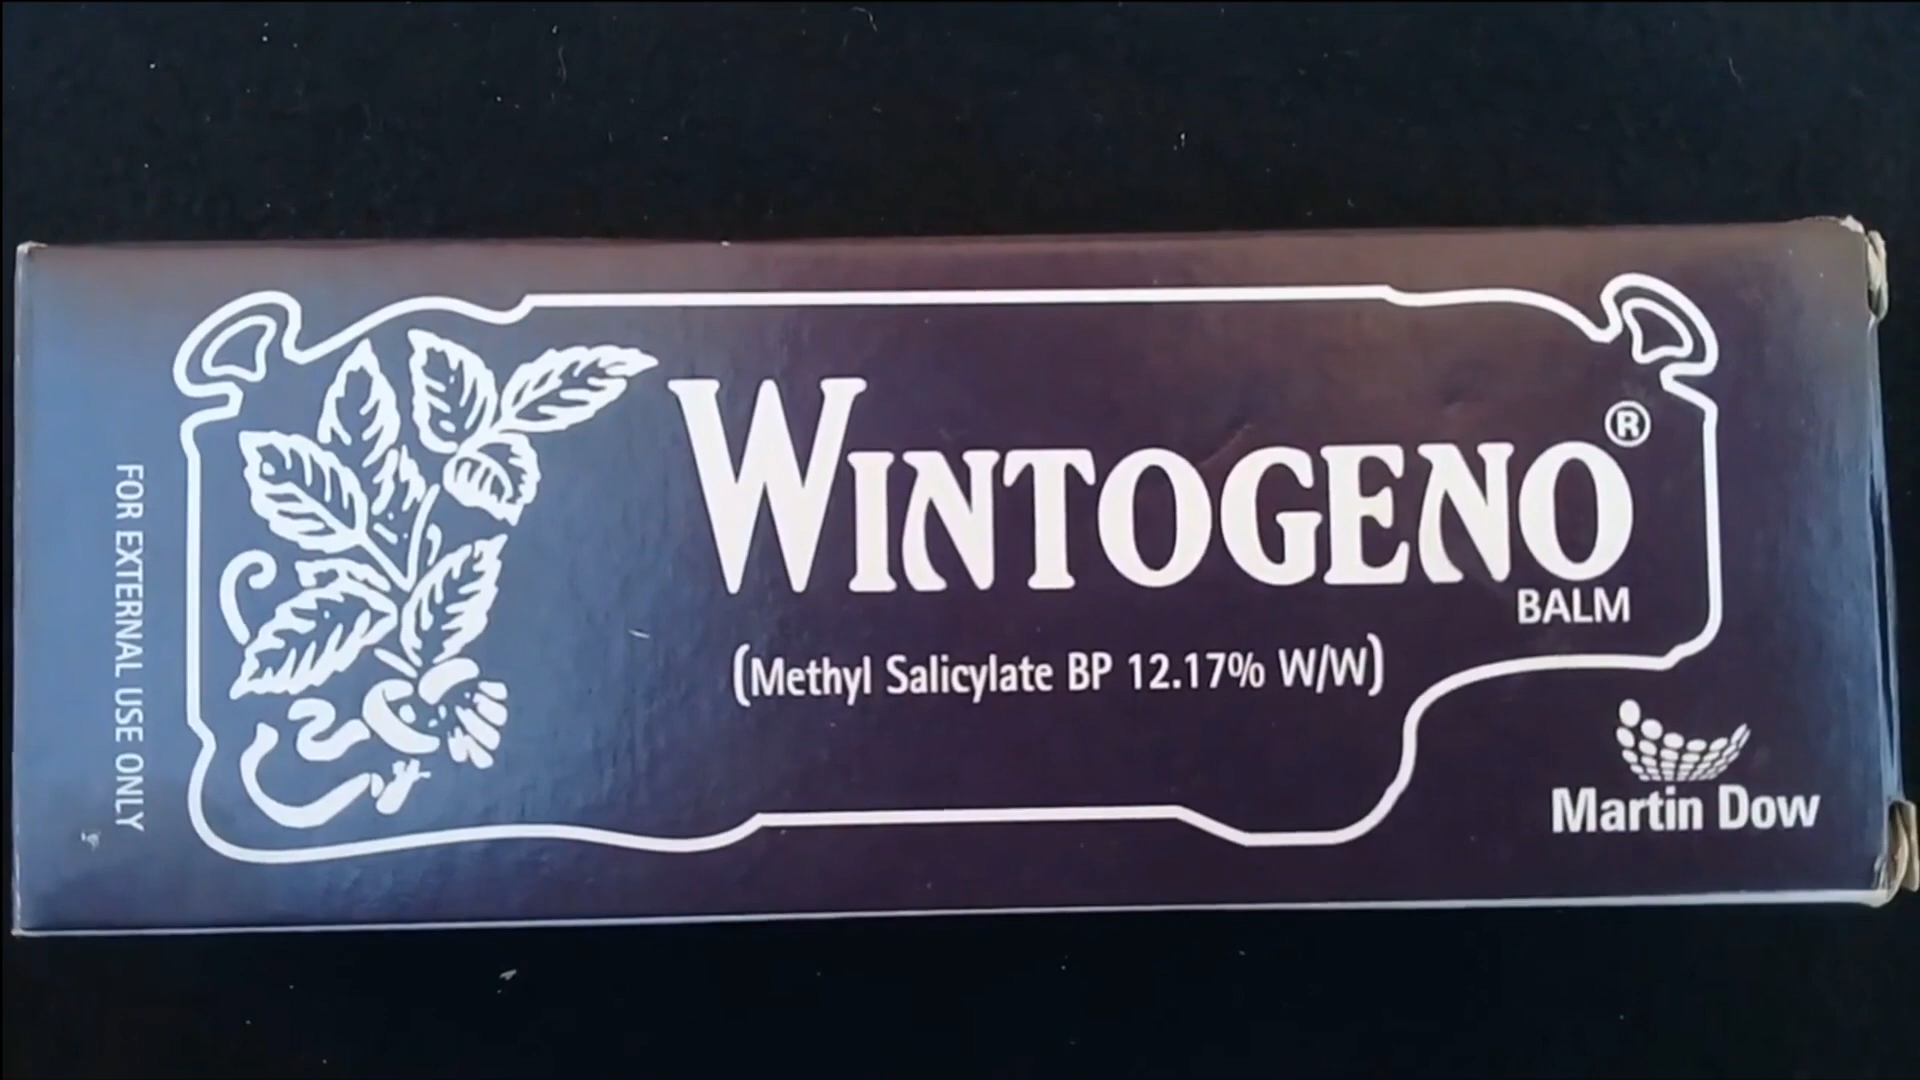 FOR EXTERNAL USE ONLY
WINTOGENO®
BALM
(Methyl Salicylate BP 12.17% W/W)
Martin Dow